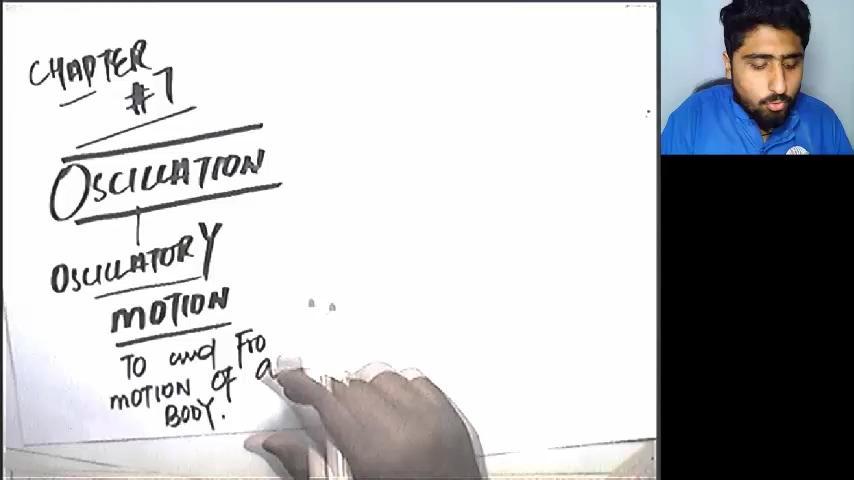 CHAPTER
#7
OSCILLATION
OSCILLATORY
MOTION
TO and FrO
MOTION OF a
BODY.